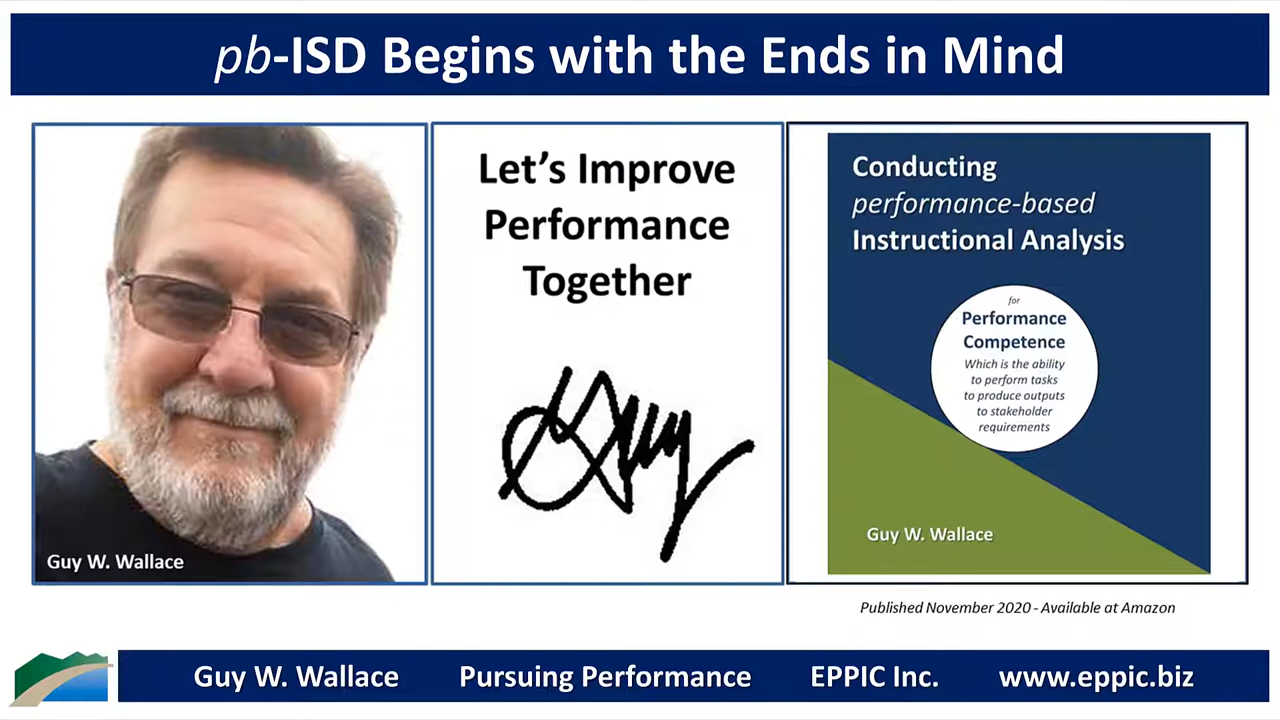 pb-ISD Begins with the Ends in Mind
Guy W. Wallace
Let's Improve
Performance
Together
Guy
Conducting
performance-based
Instructional Analysis
for
Performance
Competence
Which is the ability
to perform tasks
to produce outputs
to stakeholder
requirements
Guy W. Wallace
Published November 2020 - Available at Amazon
Guy W. Wallace Pursuing Performance EPPIC Inc. www.eppic.biz